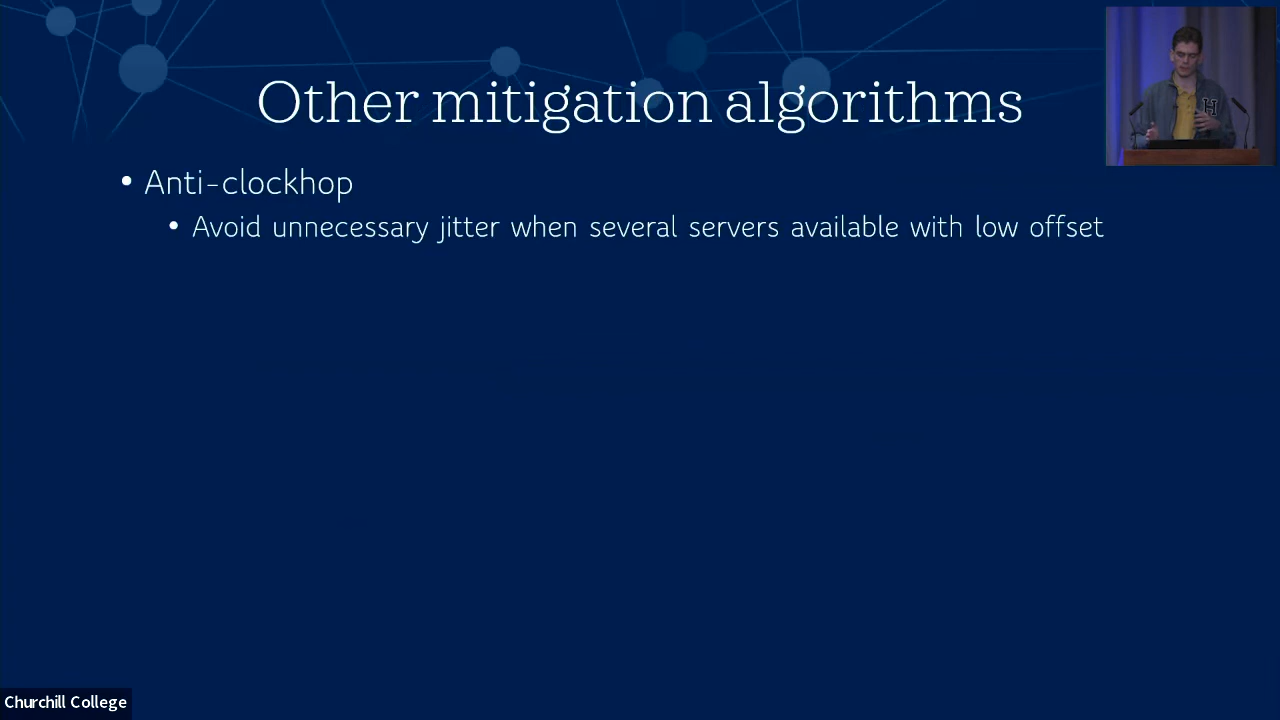 Other mitigation algorithms
• Anti-clockhop
• Avoid unnecessary jitter when several servers available with low offset
H
Churchill College